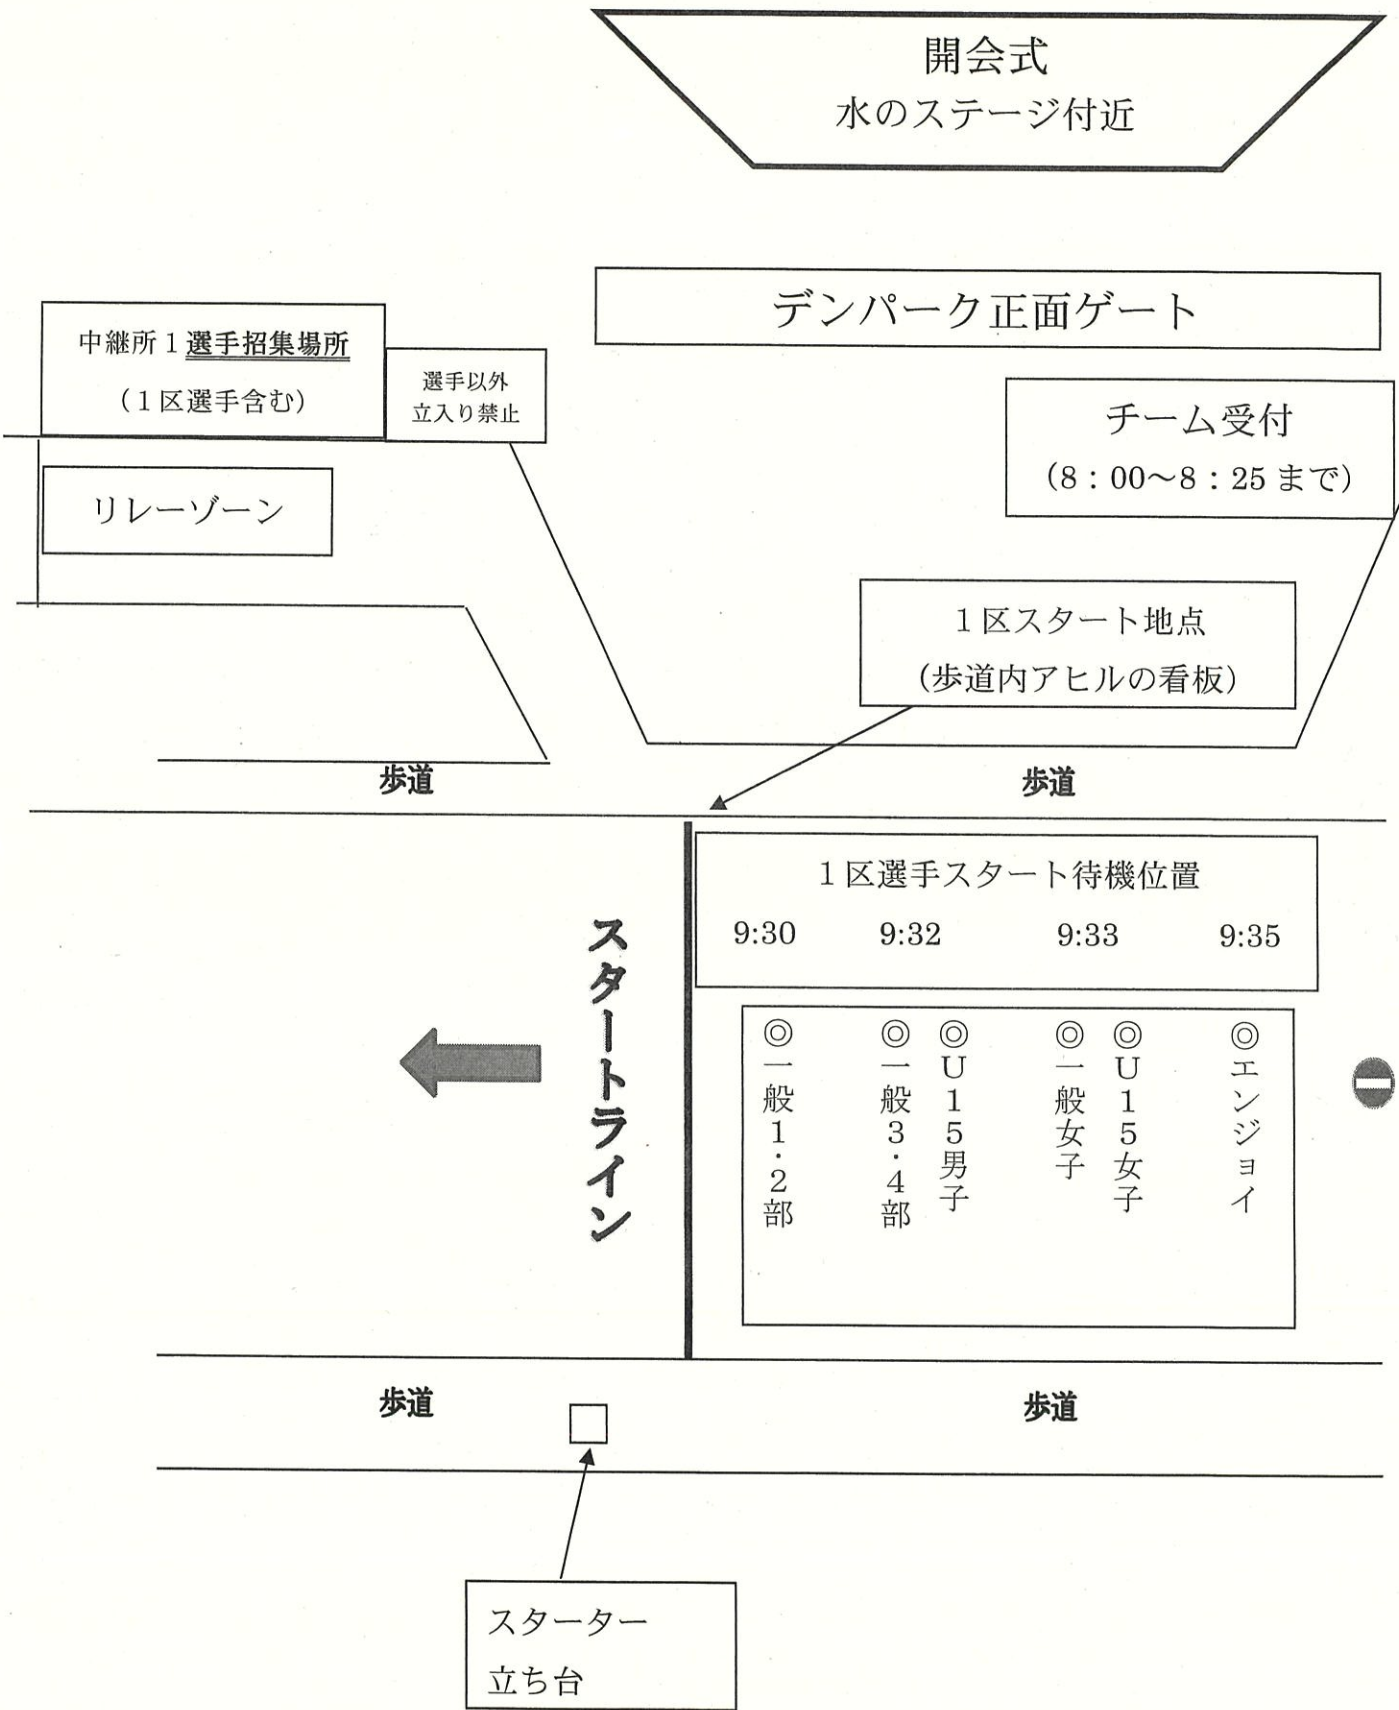 開会式
水のステージ付近
デンパーク正面ゲート
中継所１選手招集場所
（１区選手含む）
選手以外
立入り禁止
チーム受付
（8：00～8：25まで）
リレーゾーン
１区スタート地点
（歩道内アヒルの看板）
歩道
歩道
１区選手スタート待機位置
9:30 9:32 9:33 9:35
スタートライン
◎一般１・２部
◎一般３・４部
◎Ｕ１５男子
◎一般女子
◎Ｕ１５女子
◎エンジョイ
歩道
歩道
スターター
立ち台